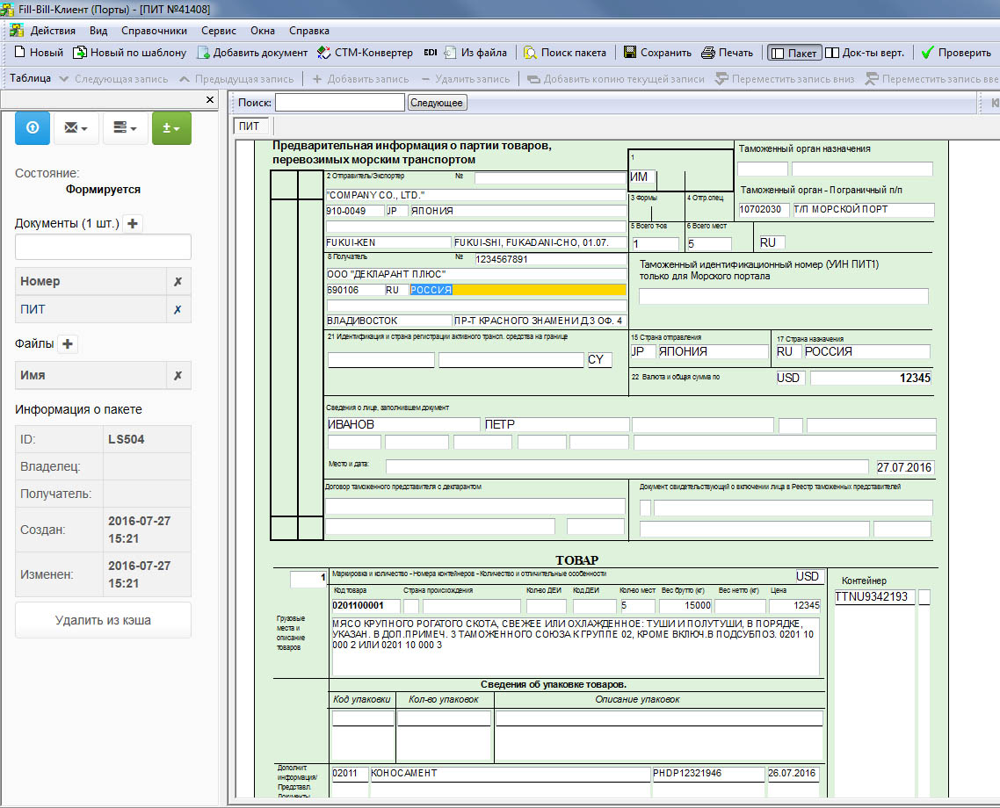 Fill-Bill-Клиент (Порты) - [ПИТ №41408]
Действия Вид Справочники Сервис Окна Справка
Новый Новый по шаблону Добавить документ СТМ-Конвертер EDI Из файла Поиск пакета Сохранить Печать Пакет Док-ты верт. Проверить
Таблица Следующая запись Предыдущая запись Добавить запись Удалить запись Добавить копию текущей записи Переместить запись вниз Переместить запись вве
Поиск: Следующее
ПИТ
Состояние:
Формируется
Документы (1 шт.)
Номер
ПИТ
Файлы
Имя
Информация о пакете
ID: LS504
Владелец:
Получатель:
Создан: 2016-07-27 15:21
Изменен: 2016-07-27 15:21
Удалить из кэша
Предварительная информация о партии товаров,
перевозимых морским транспортом
1
ИМ
Таможенный орган назначения
2 Отправитель/Экспортер №
"COMPANY CO., LTD."
910-0049 JP ЯПОНИЯ
FUKUI-KEN FUKUI-SHI, FUKADANI-CHO, 01.07.
3 Формы 4 Отгр.спец.
Таможенный орган - Пограничный п/п
10702030 Т/П МОРСКОЙ ПОРТ
5 Всего т-ов 6 Всего мест
1 5 RU
8 Получатель № 1234567891
ООО "ДЕКЛАРАНТ ПЛЮС"
690106 RU РОССИЯ
ВЛАДИВОСТОК ПР-Т КРАСНОГО ЗНАМЕНИ Д.3 ОФ. 4
Таможенный идентификационный номер (УИН ПИТ1)
только для Морского портала
21 Идентификация и страна регистрации активного трансп. средства на границе
CY
15 Страна отправления 17 Страна назначения
JP ЯПОНИЯ RU РОССИЯ
22 Валюта и общая сумма по USD 12345
Сведения о лице, заполнившем документ
ИВАНОВ ПЕТР
Место и дата: 27.07.2016
Договор таможенного представителя с декларантом
Документ, свидетельствующий о включении лица в Реестр таможенных представителей
ТОВАР
1 Маркировка и количество - Номера контейнеров - Количество и отличительные особенности USD
Контейнер
TTNU9342193
Код товара Страна происхождения Кол-во ДЕИ Код ДЕИ Кол-во мест Вес брутто (кг) Вес нетто (кг) Цена
0201100001 5 15000 12345
Грузовые
места и
описание
товаров
МЯСО КРУПНОГО РОГАТОГО СКОТА, СВЕЖЕЕ ИЛИ ОХЛАЖДЕННОЕ: ТУШИ И ПОЛУТУШИ, В ПОРЯДКЕ,
УКАЗАН. В ДОП.ПРИМЕЧ. 3 ТАМОЖЕННОГО СОЮЗА К ГРУППЕ 02, КРОМЕ ВКЛЮЧ.В ПОДСУБПОЗ. 0201 10
000 2 ИЛИ 0201 10 000 3
Сведения об упаковке товаров.
Код упаковки Кол-во упаковок Описание упаковок
Дополнит.
информация/
Представл.
Документы
02011 КОНОСАМЕНТ PHDP12321946 26.07.2016